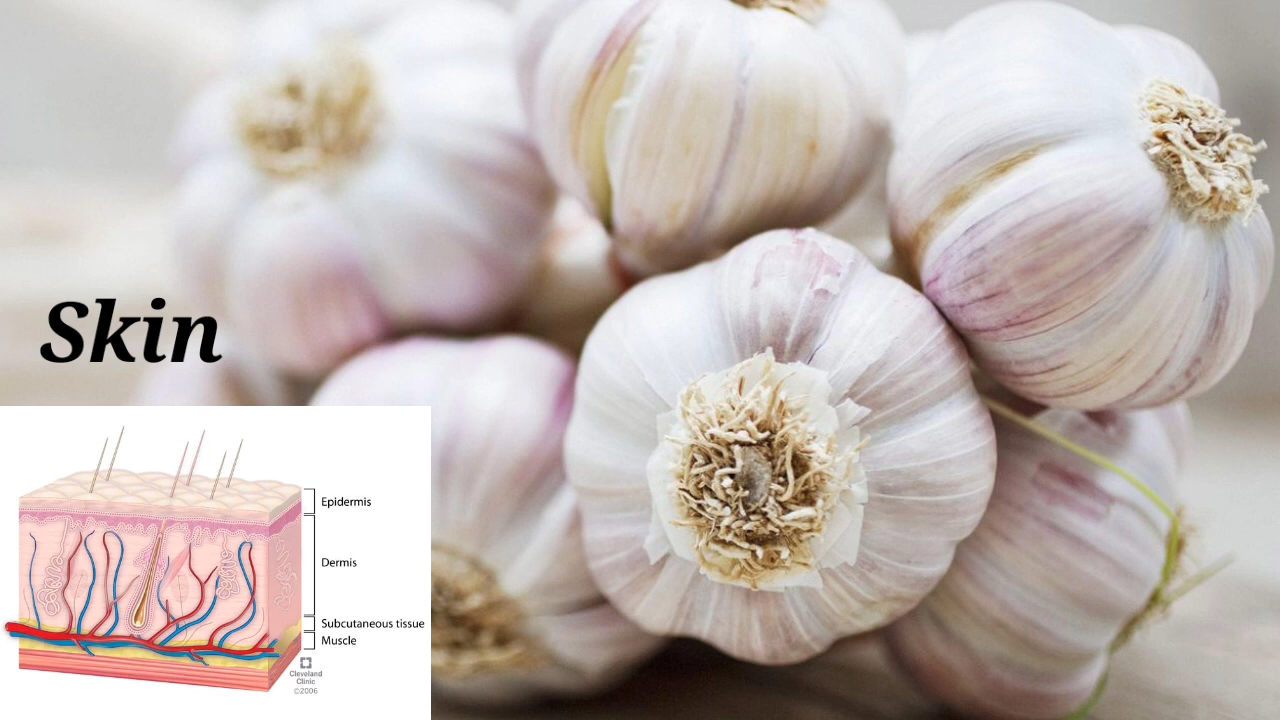 Skin
Epidermis
Dermis
Subcutaneous tissue
Muscle
Cleveland
Clinic
©2006